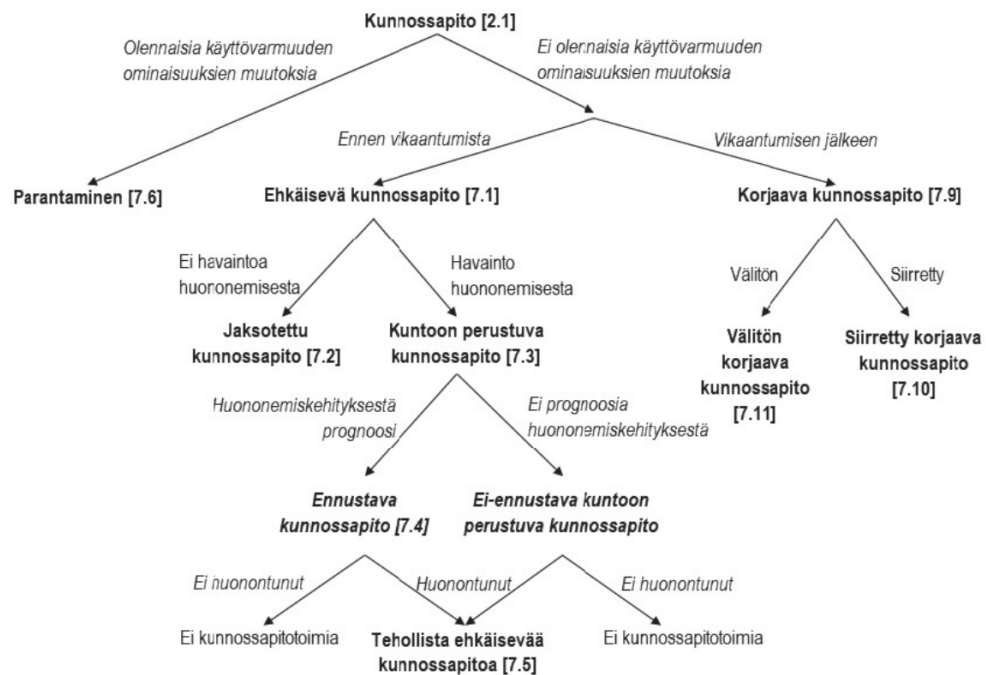 Kunnossapito [2.1]
Olennaisia käyttövarmuuden
ominaisuuksien muutoksia
Ei olennaisia käyttövarmuuden
ominaisuuksien muutoksia
Ennen vikaantumista
Vikaantumisen jälkeen
Parantaminen [7.6]
Ehkäisevä kunnossapito [7.1]
Korjaava kunnossapito [7.9]
Ei havaintoa
huononemisesta
Havainto
huononemisesta
Välitön
Siirretty
Jaksotettu
kunnossapito [7.2]
Kuntoon perustuva
kunnossapito [7.3]
Välitön
korjaava
kunnossapito
[7.11]
Siirretty korjaava
kunnossapito
[7.10]
Huononemiskehityksestä
prognoosi
Ei prognoosia
huononemiskehityksestä
Ennustava
kunnossapito [7.4]
Ei-ennustava kuntoon
perustuva kunnossapito
Ei huonontunut
Huonontunut
Ei huonontunut
Ei kunnossapitotoimia
Tehollista ehkäisevää
kunnossapitoa [7.5]
Ei kunnossapitotoimia